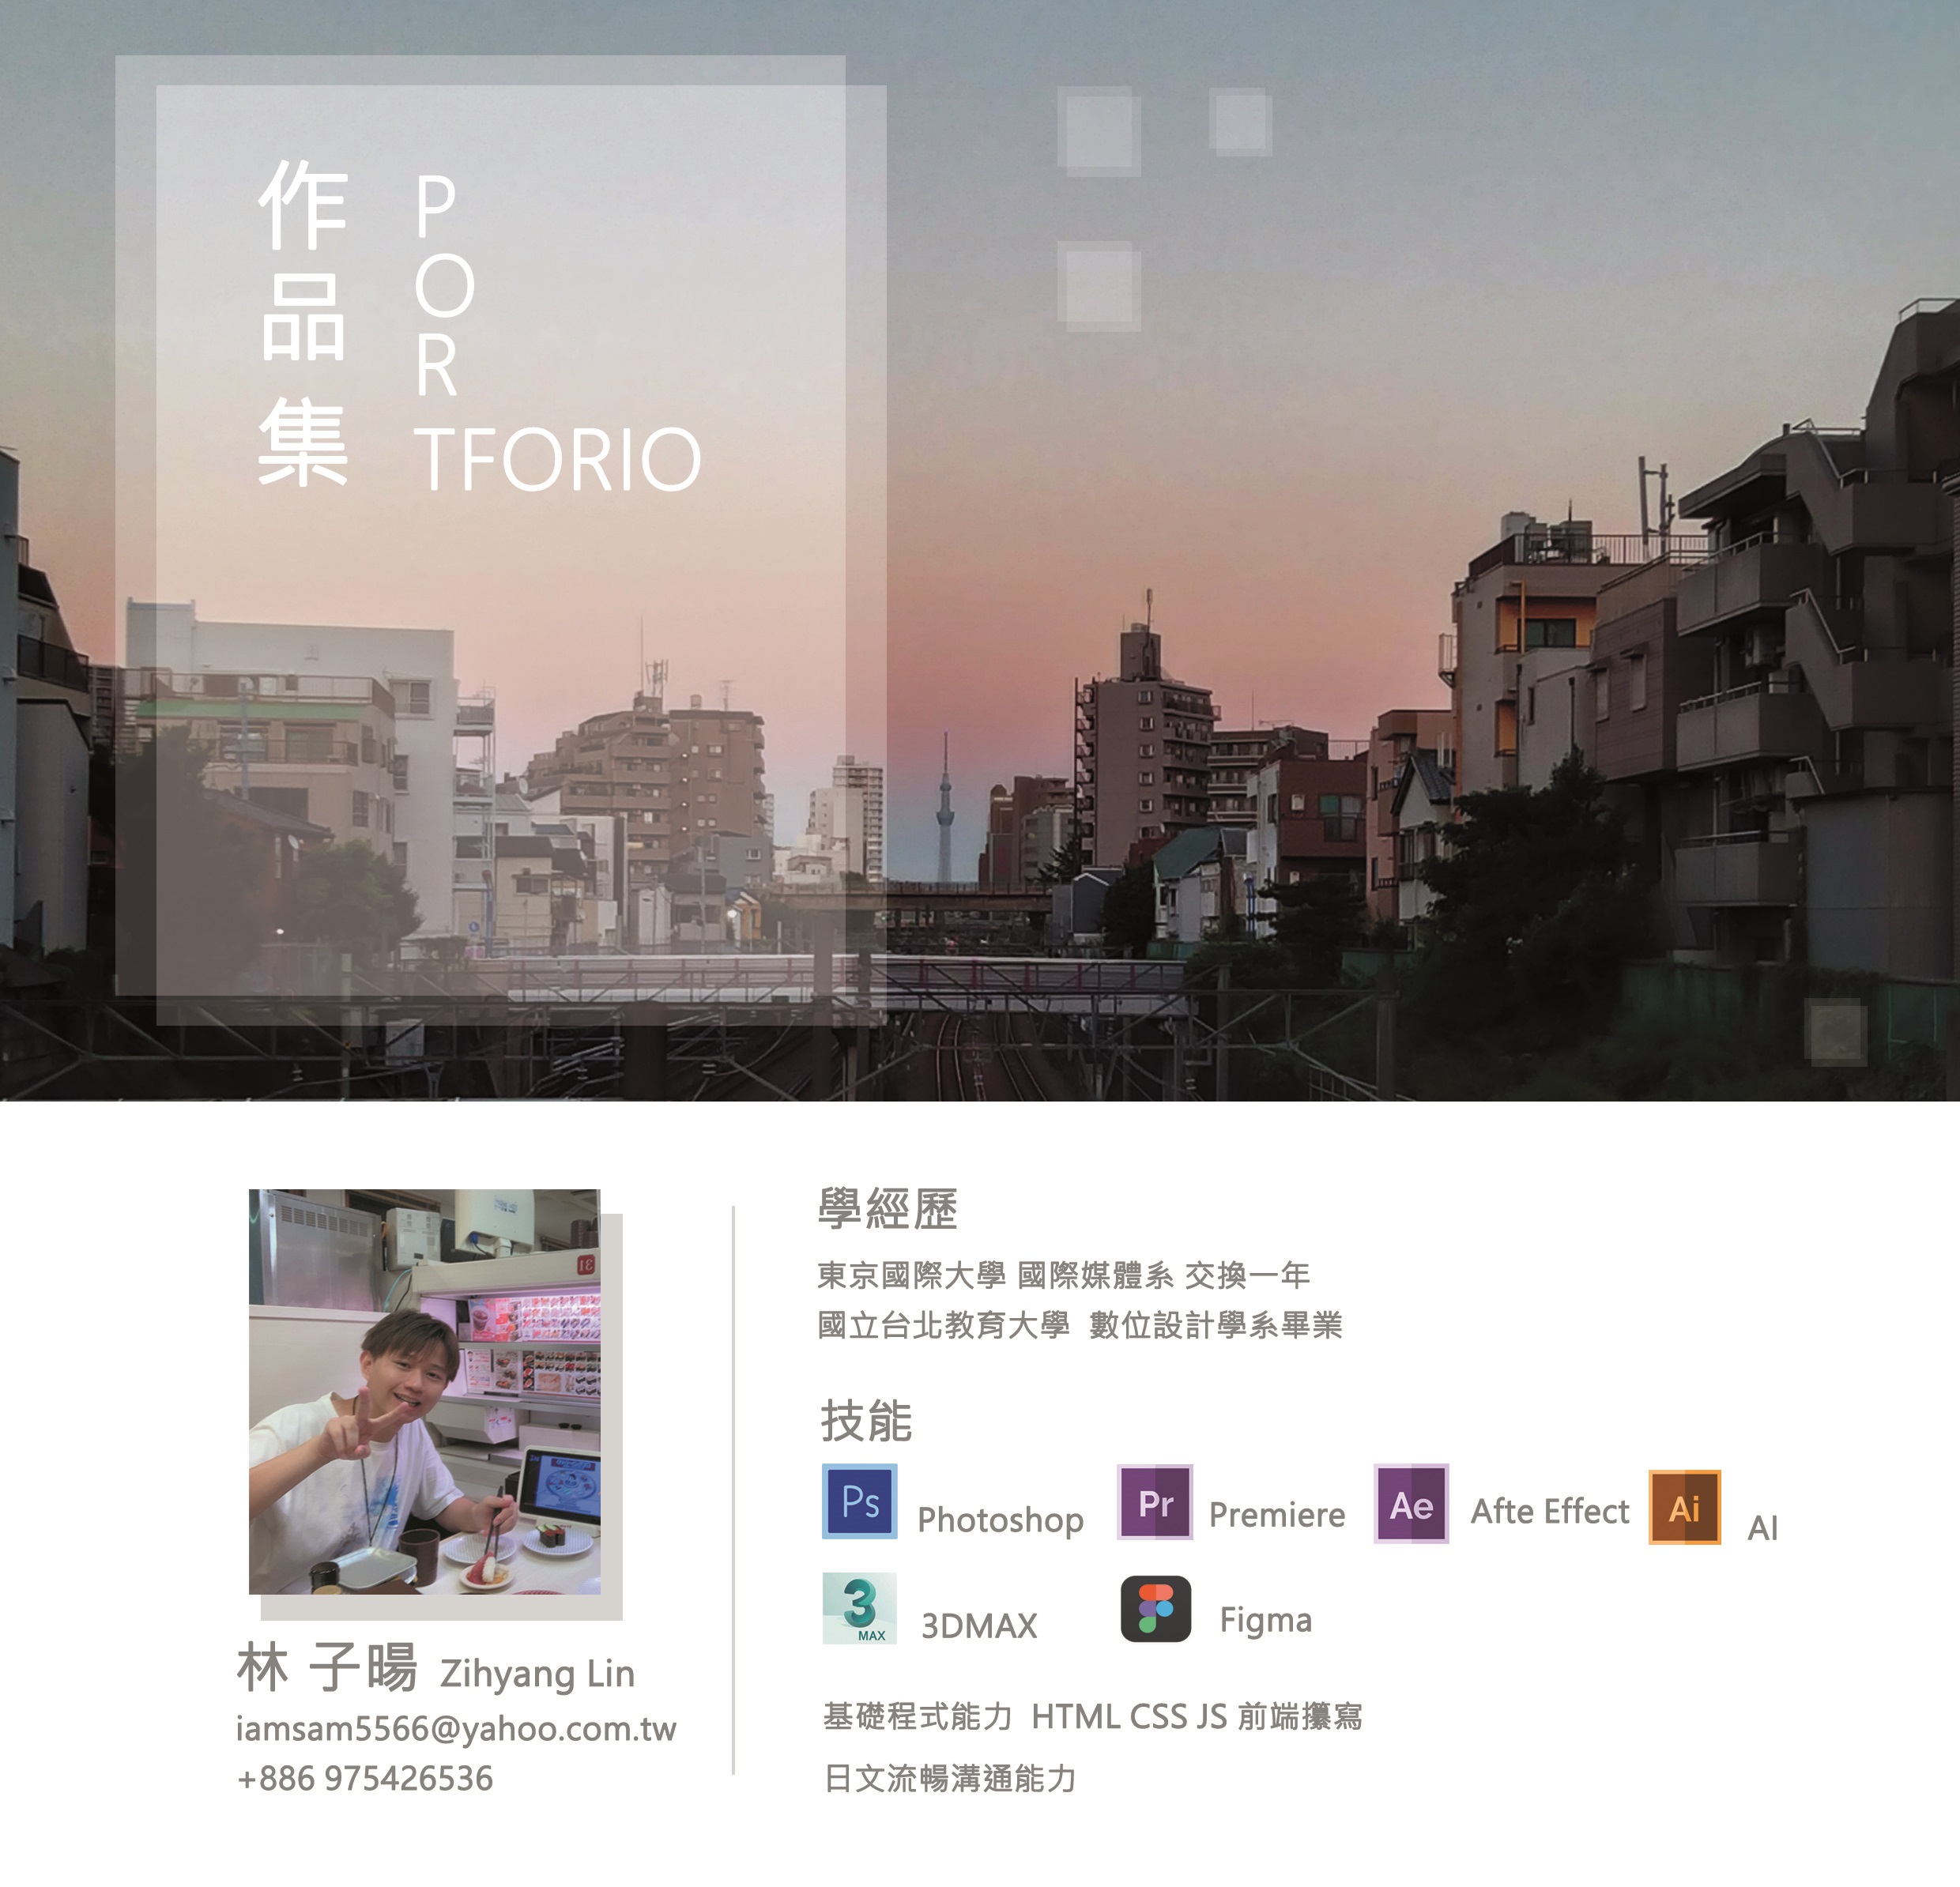 作品集
PORTFORIO
學經歷
東京國際大學 國際媒體系 交換一年
國立台北教育大學 數位設計學系畢業
技能
Ps Photoshop Pr Premiere Ae Afte Effect Ai AI
3 MAX 3DMAX Figma
林 子暘 Zihyang Lin
iamsam5566@yahoo.com.tw
+886 975426536
基礎程式能力 HTML CSS JS 前端攥寫
日文流暢溝通能力